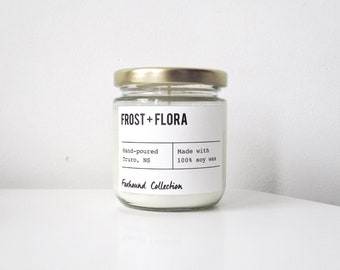 FROST+FLORA
Hand-poured
Truro, NS
Made with
100% soy wax
Foxhound Collection